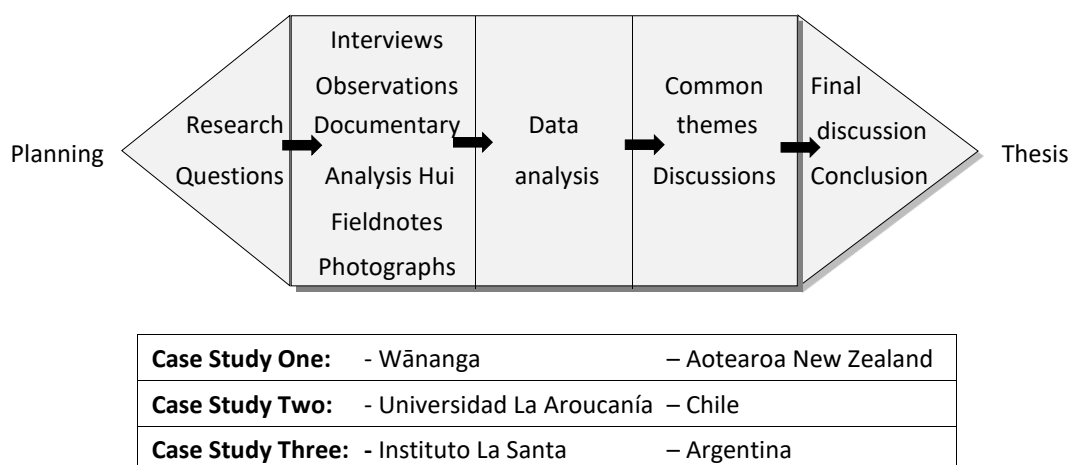 Planning
Research
Questions
Interviews
Observations
Documentary
Analysis Hui
Fieldnotes
Photographs
Data
analysis
Common
themes
Discussions
Final
discussion
Conclusion
Thesis
Case Study One: - Wānanga – Aotearoa New Zealand
Case Study Two: - Universidad La Aroucanía – Chile
Case Study Three: - Instituto La Santa – Argentina